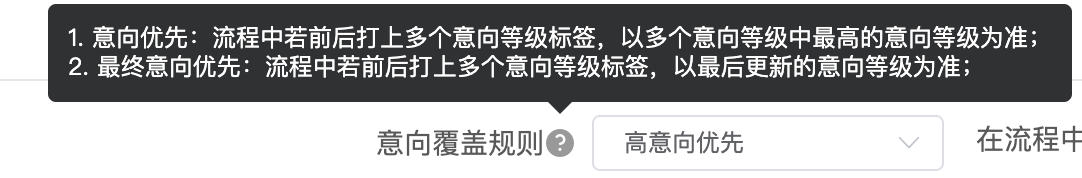 1. 意向优先：流程中若前后打上多个意向等级标签，以多个意向等级中最高的意向等级为准；
2. 最终意向优先：流程中若前后打上多个意向等级标签，以最后更新的意向等级为准；
意向覆盖规则 ? 高意向优先 在流程中